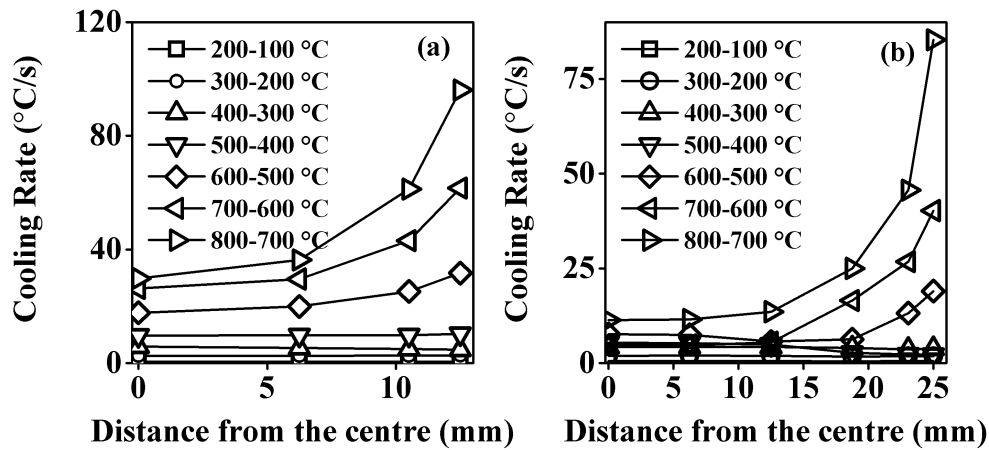 120
80
40
0
Cooling Rate (°C/s)
(a)
200-100 °C
300-200 °C
400-300 °C
500-400 °C
600-500 °C
700-600 °C
800-700 °C
0 5 10
Distance from the centre (mm)
75
50
25
0
Cooling Rate (°C/s)
(b)
200-100 °C
300-200 °C
400-300 °C
500-400 °C
600-500 °C
700-600 °C
800-700 °C
0 5 10 15 20 25
Distance from the centre (mm)